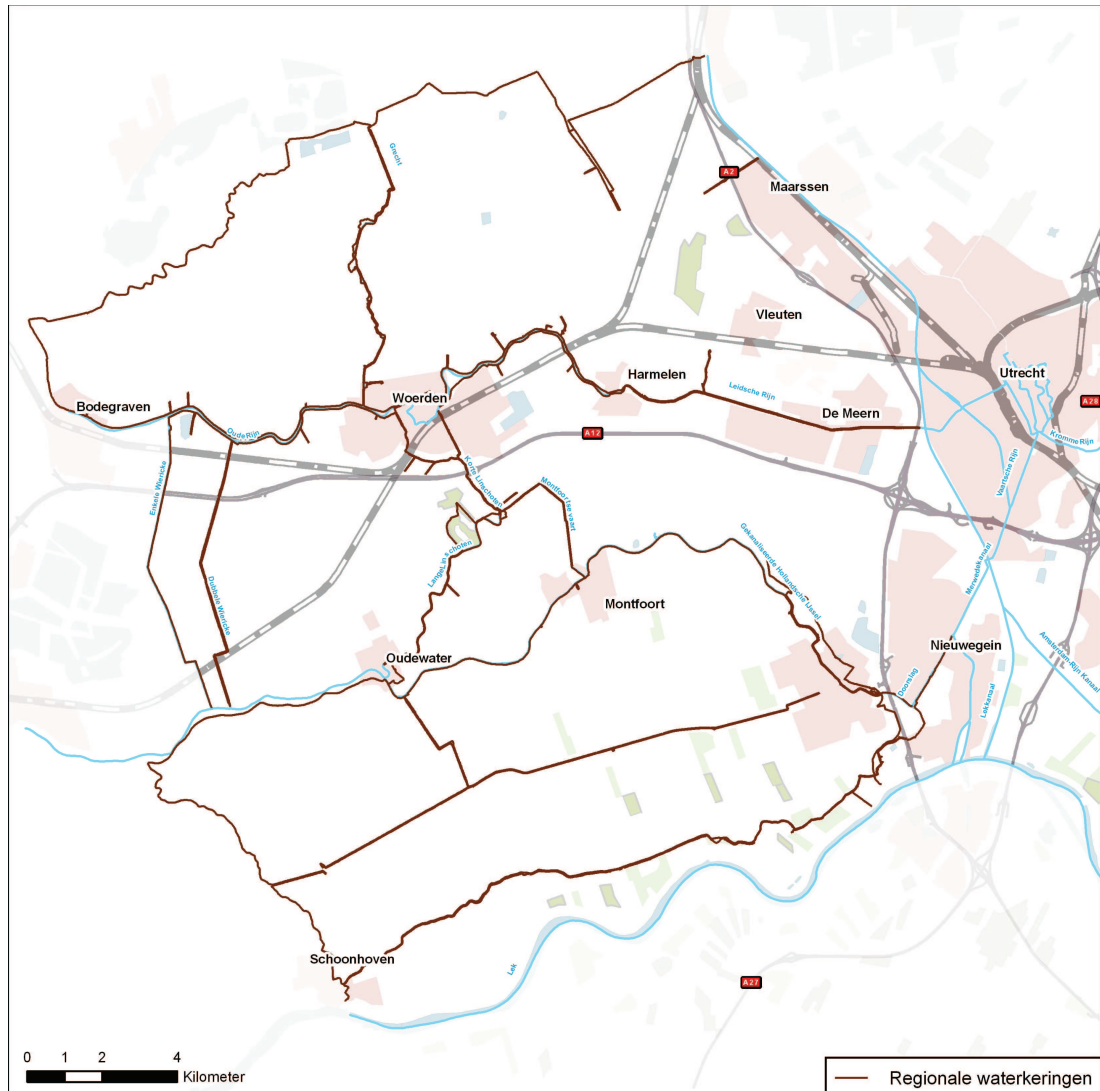 Grecht
A2
Maarssen
Vleuten
Utrecht
Harmelen
Woerden
Bodegraven
Leidsche Rijn
De Meern
A28
Oude Rijn
A12
Kromme Rijn
Vaartsche Rijn
Korte Linschoten
Montfoortse vaart
Enkele Wiericke
Lange Linschoten
Gekanaliseerde Hollandsche IJssel
Merwedekanaal
Dubbele Wiericke
Montfoort
Nieuwegein
Oudewater
Amsterdam-Rijn Kanaal
Doorslag
Lekkanaal
Schoonhoven
Lek
A27
0 1 2 4
Kilometer
Regionale waterkeringen